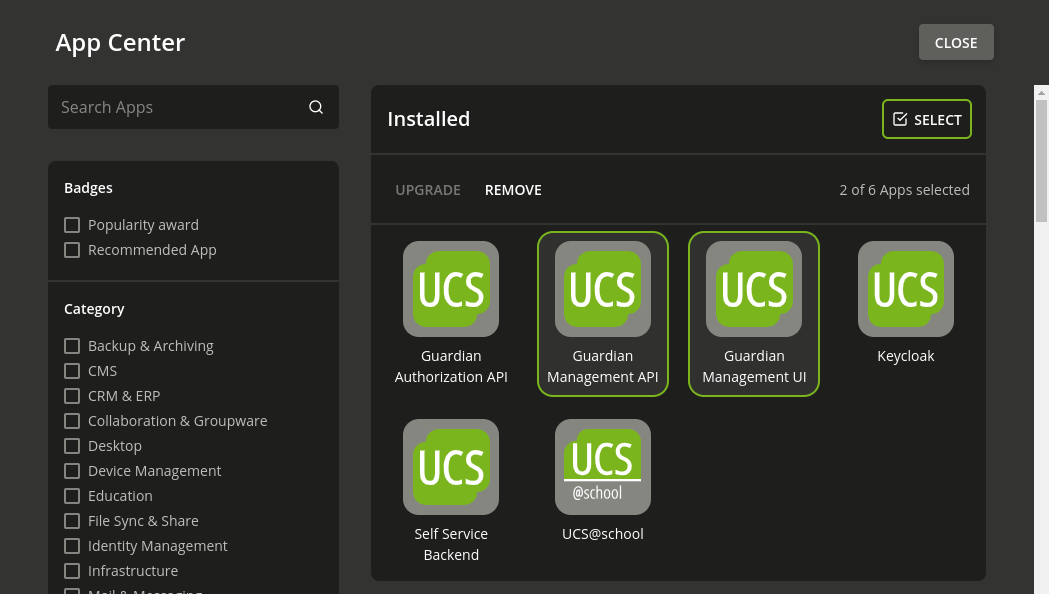 App Center
CLOSE
Search Apps
Badges
Popularity award
Recommended App
Category
Backup & Archiving
CMS
CRM & ERP
Collaboration & Groupware
Desktop
Device Management
Education
File Sync & Share
Identity Management
Infrastructure
Mail & Messaging
Installed
SELECT
UPGRADE REMOVE 2 of 6 Apps selected
UCS
Guardian
Authorization API
UCS
Guardian
Management API
UCS
Guardian
Management UI
UCS
Keycloak
UCS
Self Service
Backend
UCS
@school
UCS@school